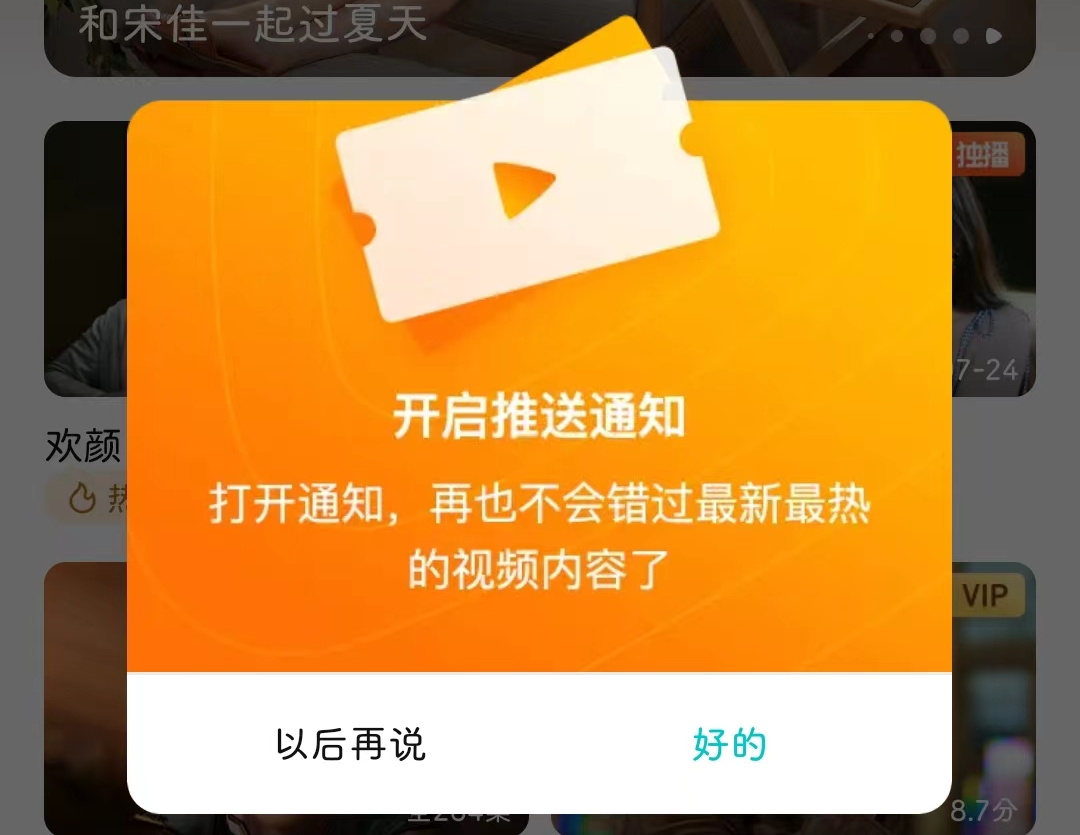 和宋佳一起过夏天
独播
7-24
欢颜
热
开启推送通知
打开通知，再也不会错过最新最热
的视频内容了
VIP
以后再说
好的
8.7分